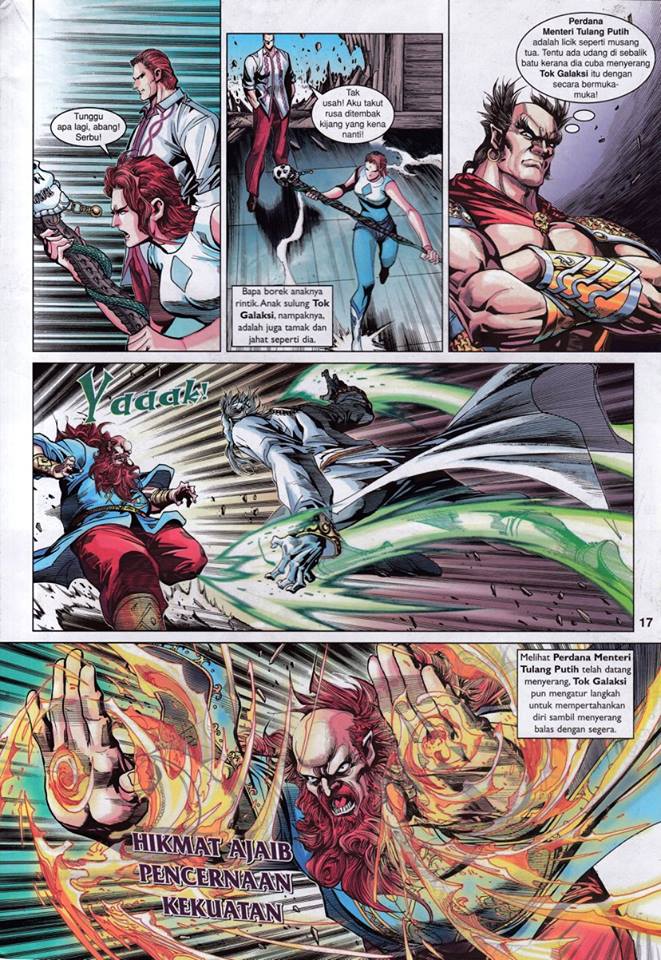 Tunggu
apa lagi, abang!
Serbu!
Tak
usah! Aku takut
rusa ditembak
kijang yang kena
nanti!
Bapa borek anaknya
rintik. Anak sulung Tok
Galaksi, nampaknya,
adalah juga tamak dan
jahat seperti dia.
Perdana
Menteri Tulang Putih
adalah licik seperti musang
tua. Tentu ada udang di sebalik
batu kerana dia cuba menyerang
Tok Galaksi itu dengan
secara bermuka-
muka!
Yaaak!
17
Melihat Perdana Menteri
Tulang Putih telah datang
menyerang, Tok Galaksi
pun mengatur langkah
untuk mempertahankan
diri sambil menyerang
balas dengan segera.
HIKMAT AJAIB
PENCERNAAN
KEKUATAN